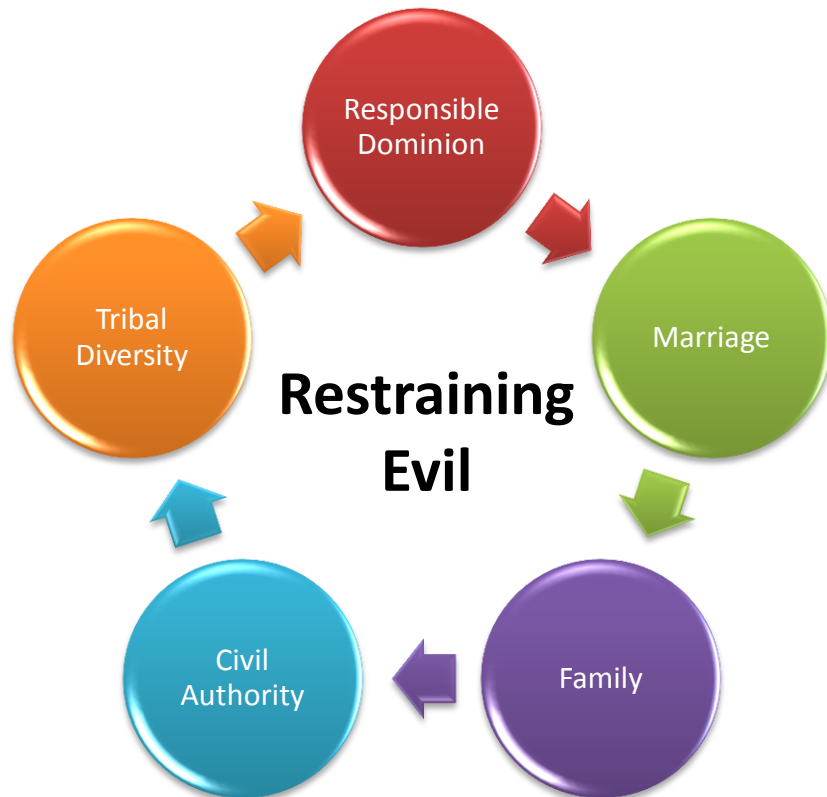 Responsible
Dominion
Marriage
Family
Civil
Authority
Tribal
Diversity
Restraining
Evil